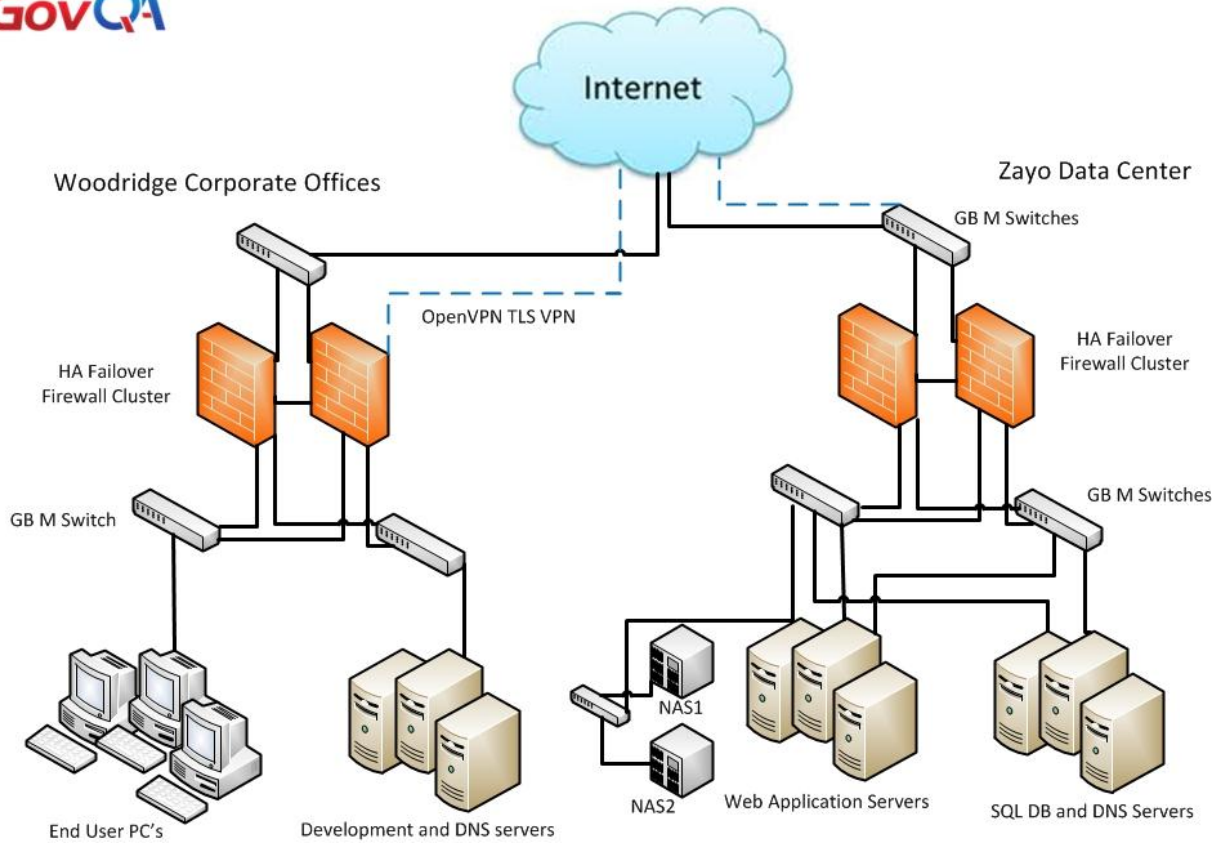 GovQA
Internet
Woodridge Corporate Offices
Zayo Data Center
GB M Switches
OpenVPN TLS VPN
HA Failover
Firewall Cluster
HA Failover
Firewall Cluster
GB M Switch
GB M Switches
NAS1
NAS2
End User PC's
Development and DNS servers
Web Application Servers
SQL DB and DNS Servers